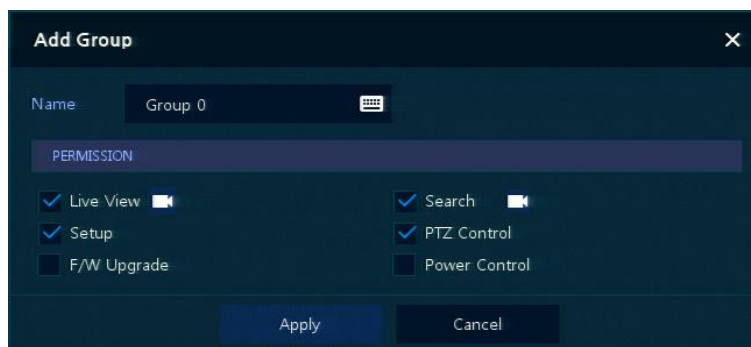 Add Group
Name Group 0
PERMISSION
Live View Search
Setup PTZ Control
F/W Upgrade Power Control
Apply Cancel